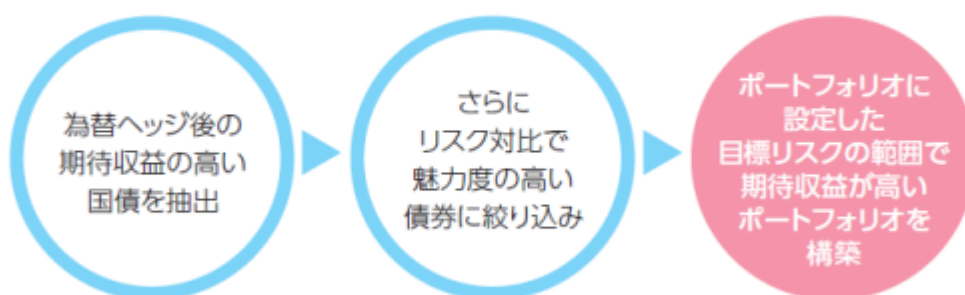 為替ヘッジ後の
期待収益の高い
国債を抽出
さらに
リスク対比で
魅力度の高い
債券に絞り込み
ポートフォリオに
設定した
目標リスクの範囲で
期待収益が高い
ポートフォリオを
構築